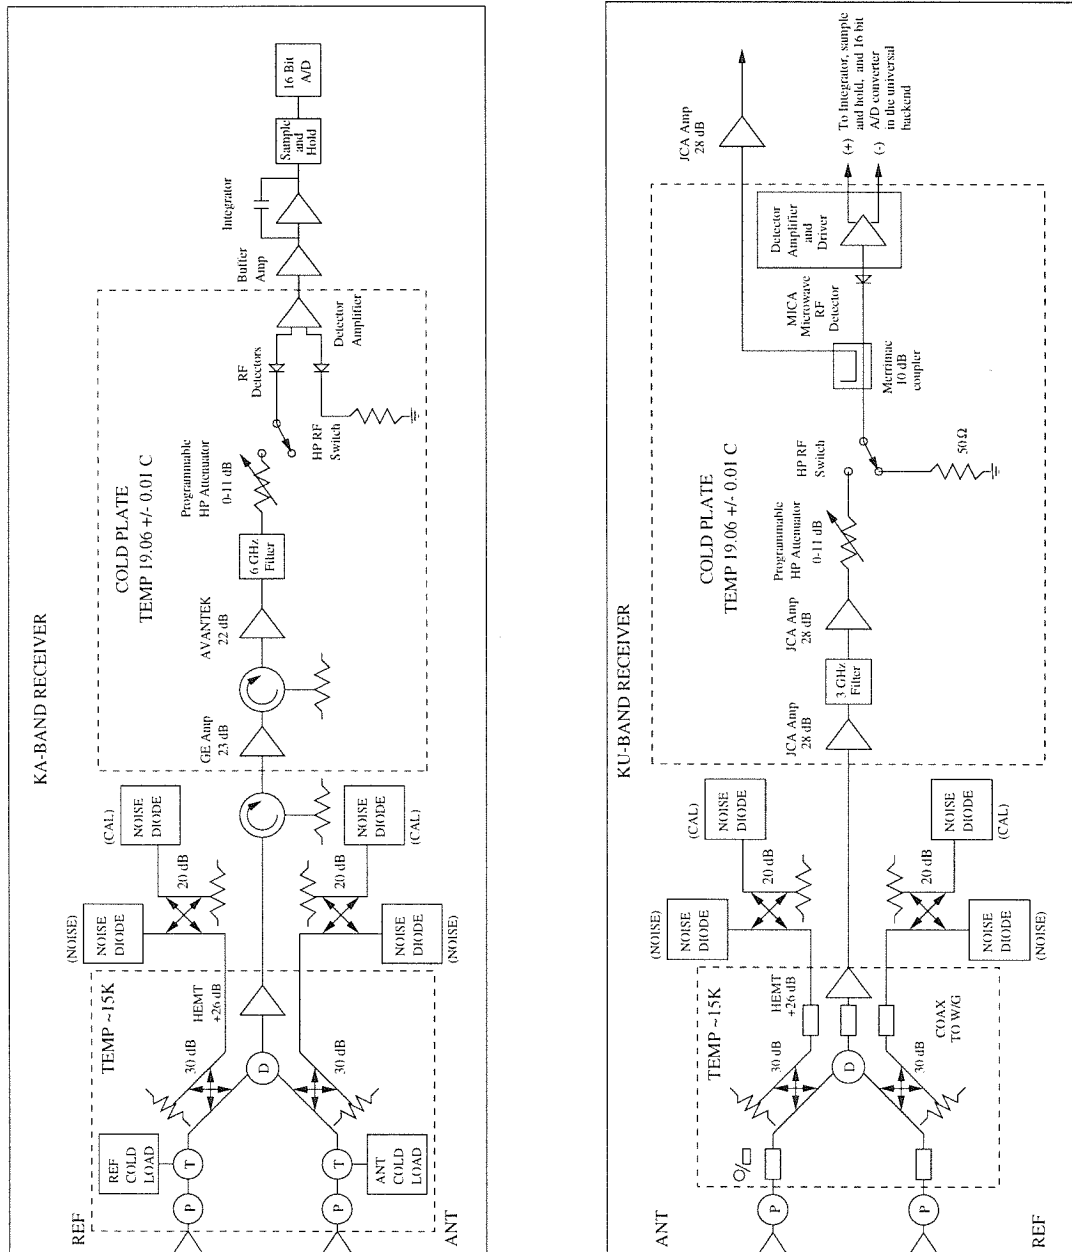 KA-BAND RECEIVER
REF
ANT
P
P
T
T
REF
COLD
LOAD
ANT
COLD
LOAD
TEMP ~15K
30 dB
30 dB
D
HEMT
+26 dB
(NOISE)
NOISE
DIODE
20 dB
(CAL)
NOISE
DIODE
NOISE
DIODE
(NOISE)
20 dB
NOISE
DIODE
(CAL)
COLD PLATE
TEMP 19.06 +/- 0.01 C
GE Amp
23 dB
AVANTEK
22 dB
6 GHz
Filter
Programmable
HP Attenuator
0-11 dB
HP RF
Switch
RF
Detectors
Detector
Amplifier
Buffer
Amp
Integrator
Sample
and
Hold
16 Bit
A/D
KU-BAND RECEIVER
ANT
REF
P
P
TEMP ~15K
30 dB
30 dB
D
HEMT
+26 dB
COAX
TO W/G
(NOISE)
NOISE
DIODE
20 dB
(CAL)
NOISE
DIODE
NOISE
DIODE
(NOISE)
20 dB
NOISE
DIODE
(CAL)
COLD PLATE
TEMP 19.06 +/- 0.01 C
JCA Amp
28 dB
3 GHz
Filter
JCA Amp
28 dB
Programmable
HP Attenuator
0-11 dB
HP RF
Switch
50 Ω
Merrimac
10 dB
coupler
MICA
Microwave
RF
Detector
Detector
Amplifier
and
Driver
JCA Amp
28 dB
(+)
(-)
To Integrator, sample
and hold, and 16 bit
A/D converter
in the universal
backend